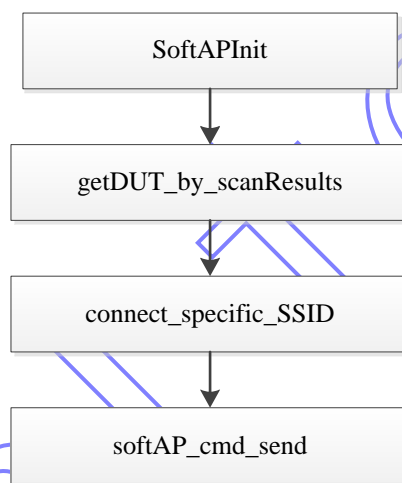 SoftAPInit
getDUT_by_scanResults
connect_specific_SSID
softAP_cmd_send